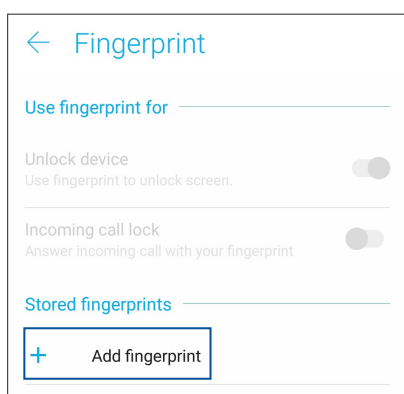 Fingerprint
Use fingerprint for
Unlock device
Use fingerprint to unlock screen.
Incoming call lock
Answer incoming call with your fingerprint
Stored fingerprints
Add fingerprint